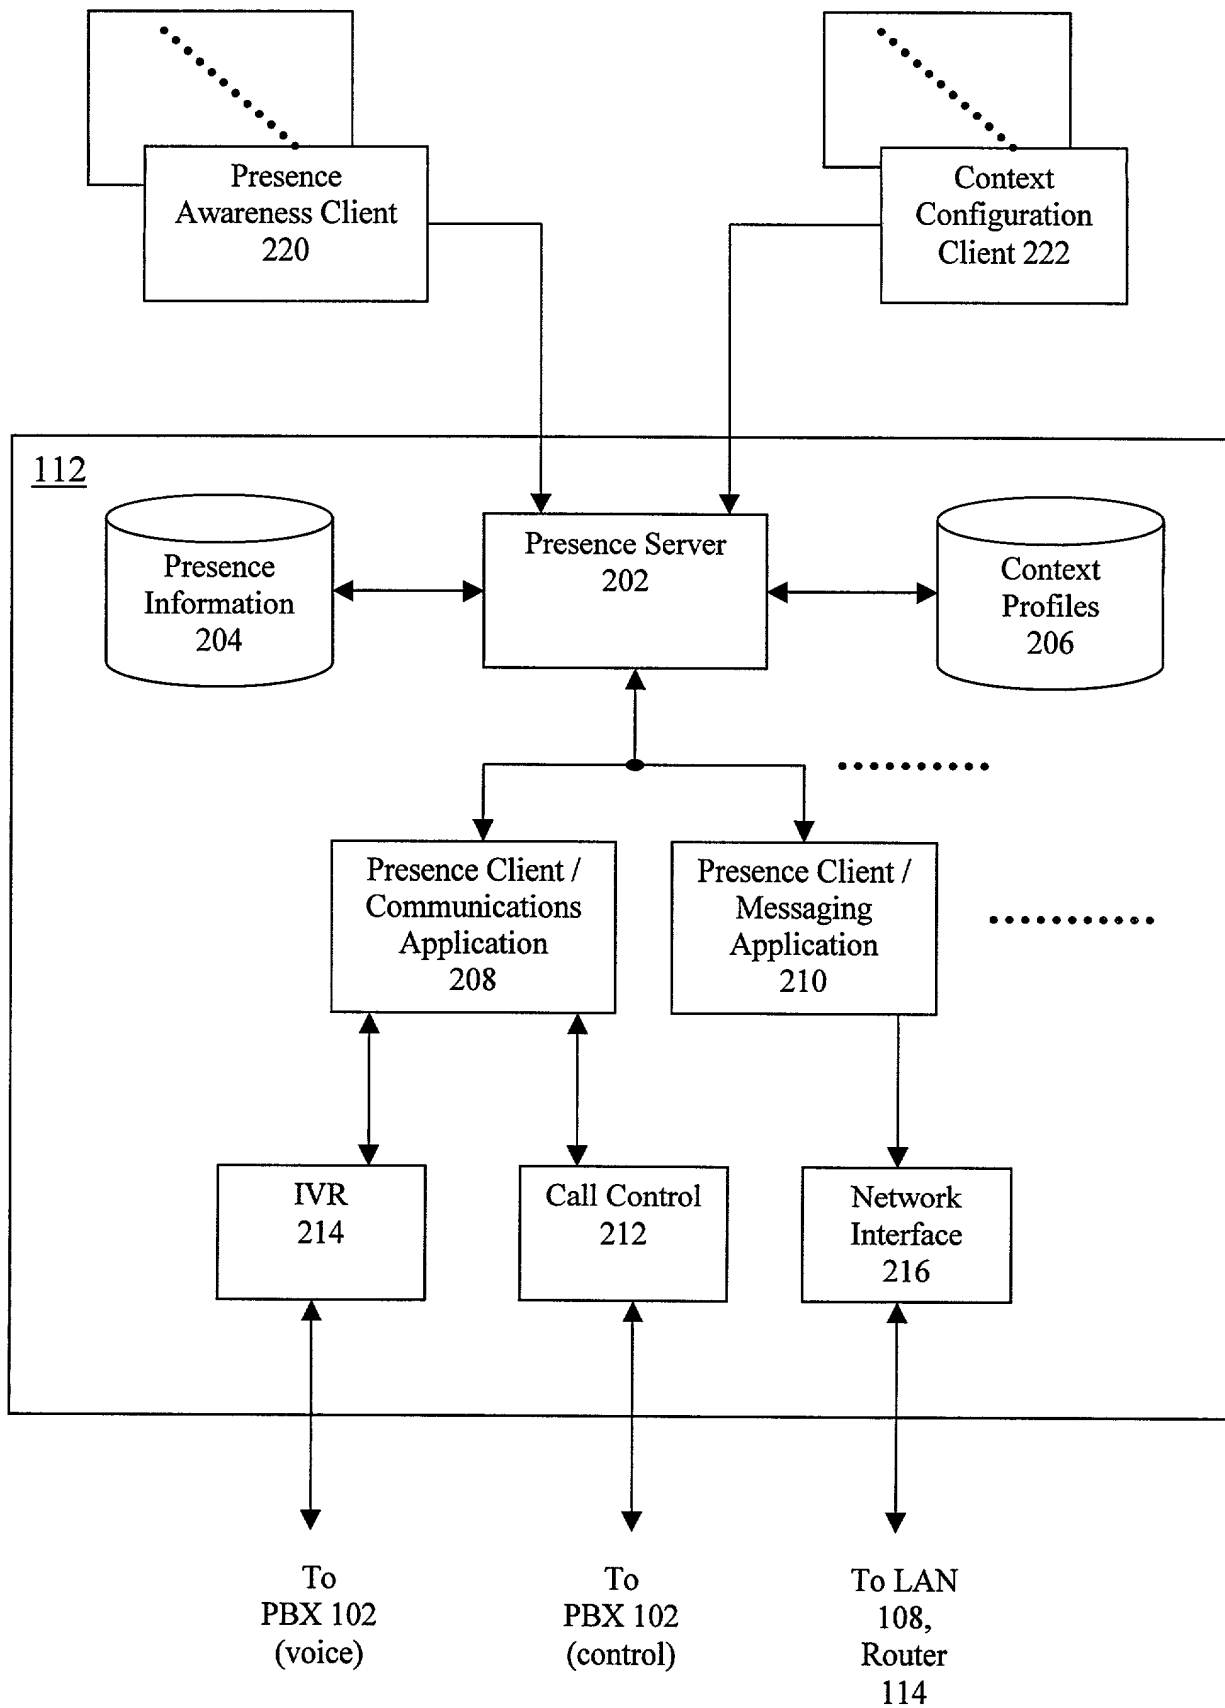 Presence
Awareness Client
220
Context
Configuration
Client 222
112
Presence
Information
204
Presence Server
202
Context
Profiles
206
Presence Client /
Communications
Application
208
Presence Client /
Messaging
Application
210
IVR
214
Call Control
212
Network
Interface
216
To
PBX 102
(voice)
To
PBX 102
(control)
To LAN
108,
Router
114